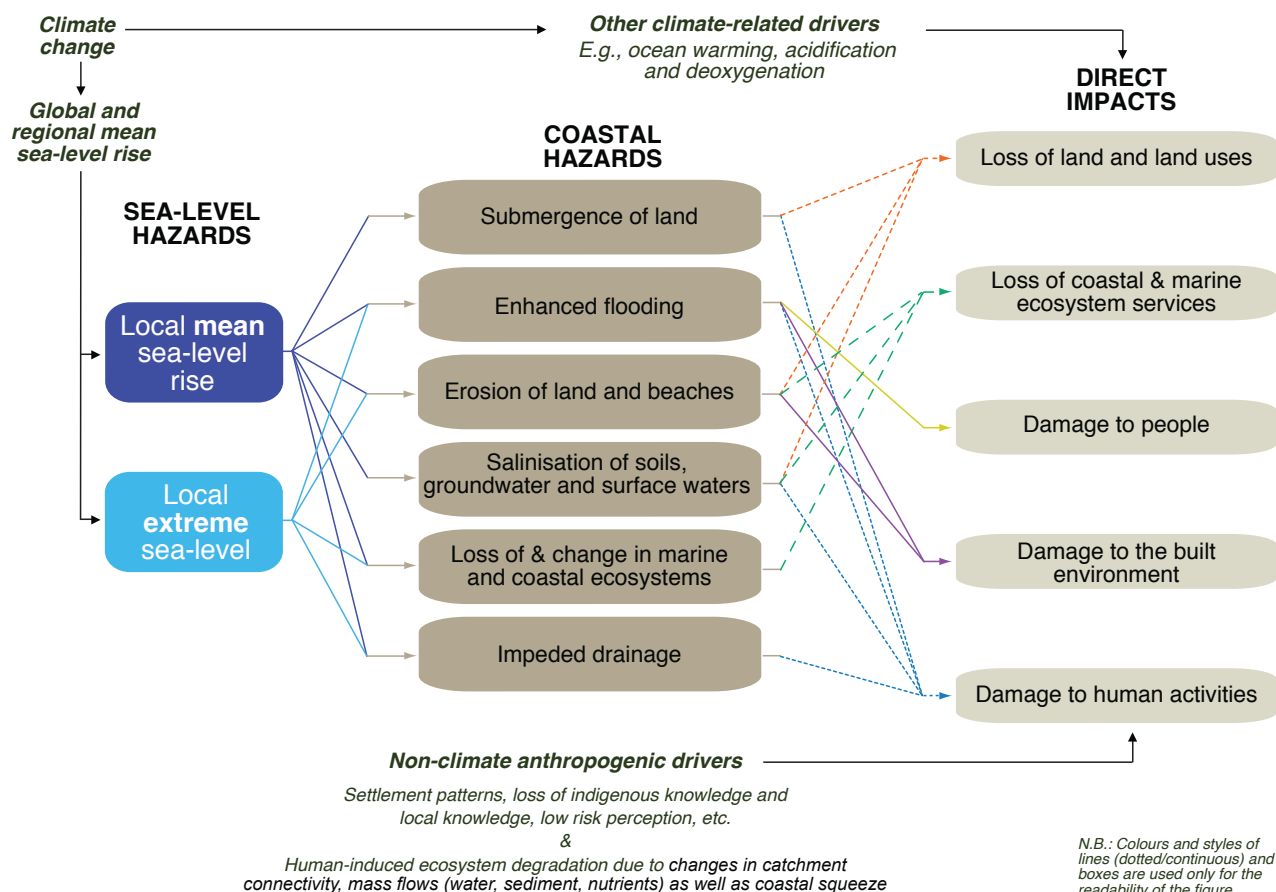 Climate
change
Other climate-related drivers
E.g., ocean warming, acidification
and deoxygenation
DIRECT
IMPACTS
Global and
regional mean
sea-level rise
COASTAL
HAZARDS
SEA-LEVEL
HAZARDS
Loss of land and land uses
Submergence of land
Loss of coastal & marine
ecosystem services
Enhanced flooding
Local mean
sea-level
rise
Erosion of land and beaches
Damage to people
Salinisation of soils,
groundwater and surface waters
Local
extreme
sea-level
Loss of & change in marine
and coastal ecosystems
Damage to the built
environment
Impeded drainage
Damage to human activities
Non-climate anthropogenic drivers
Settlement patterns, loss of indigenous knowledge and
local knowledge, low risk perception, etc.
&
Human-induced ecosystem degradation due to changes in catchment
connectivity, mass flows (water, sediment, nutrients) as well as coastal squeeze
N.B.: Colours and styles of
lines (dotted/continuous) and
boxes are used only for the
readability of the figure